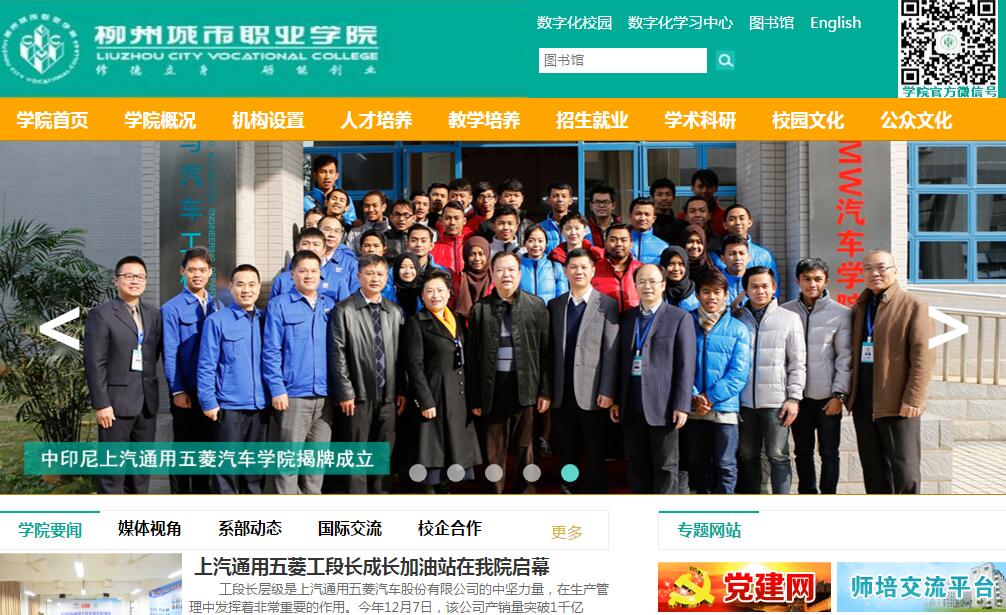 柳州城市职业学院
LIUZHOU CITY VOCATIONAL COLLEGE
修德立身 砺能创业
数字化校园 数字化学习中心 图书馆 English
图书馆
学院官方微信号
学院首页 学院概况 机构设置 人才培养 教学培养 招生就业 学术科研 校园文化 公众文化
与汽车工
MW汽车学院
中印尼上汽通用五菱汽车学院揭牌成立
学院要闻 媒体视角 系部动态 国际交流 校企合作 更多
专题网站
上汽通用五菱工段长成长加油站在我院启幕
工段长层级是上汽通用五菱汽车股份有限公司的中坚力量，在生产管
理中发挥着非常重要的作用。今年12月7日，该公司产销量突破1千亿
党建网
师培交流平台